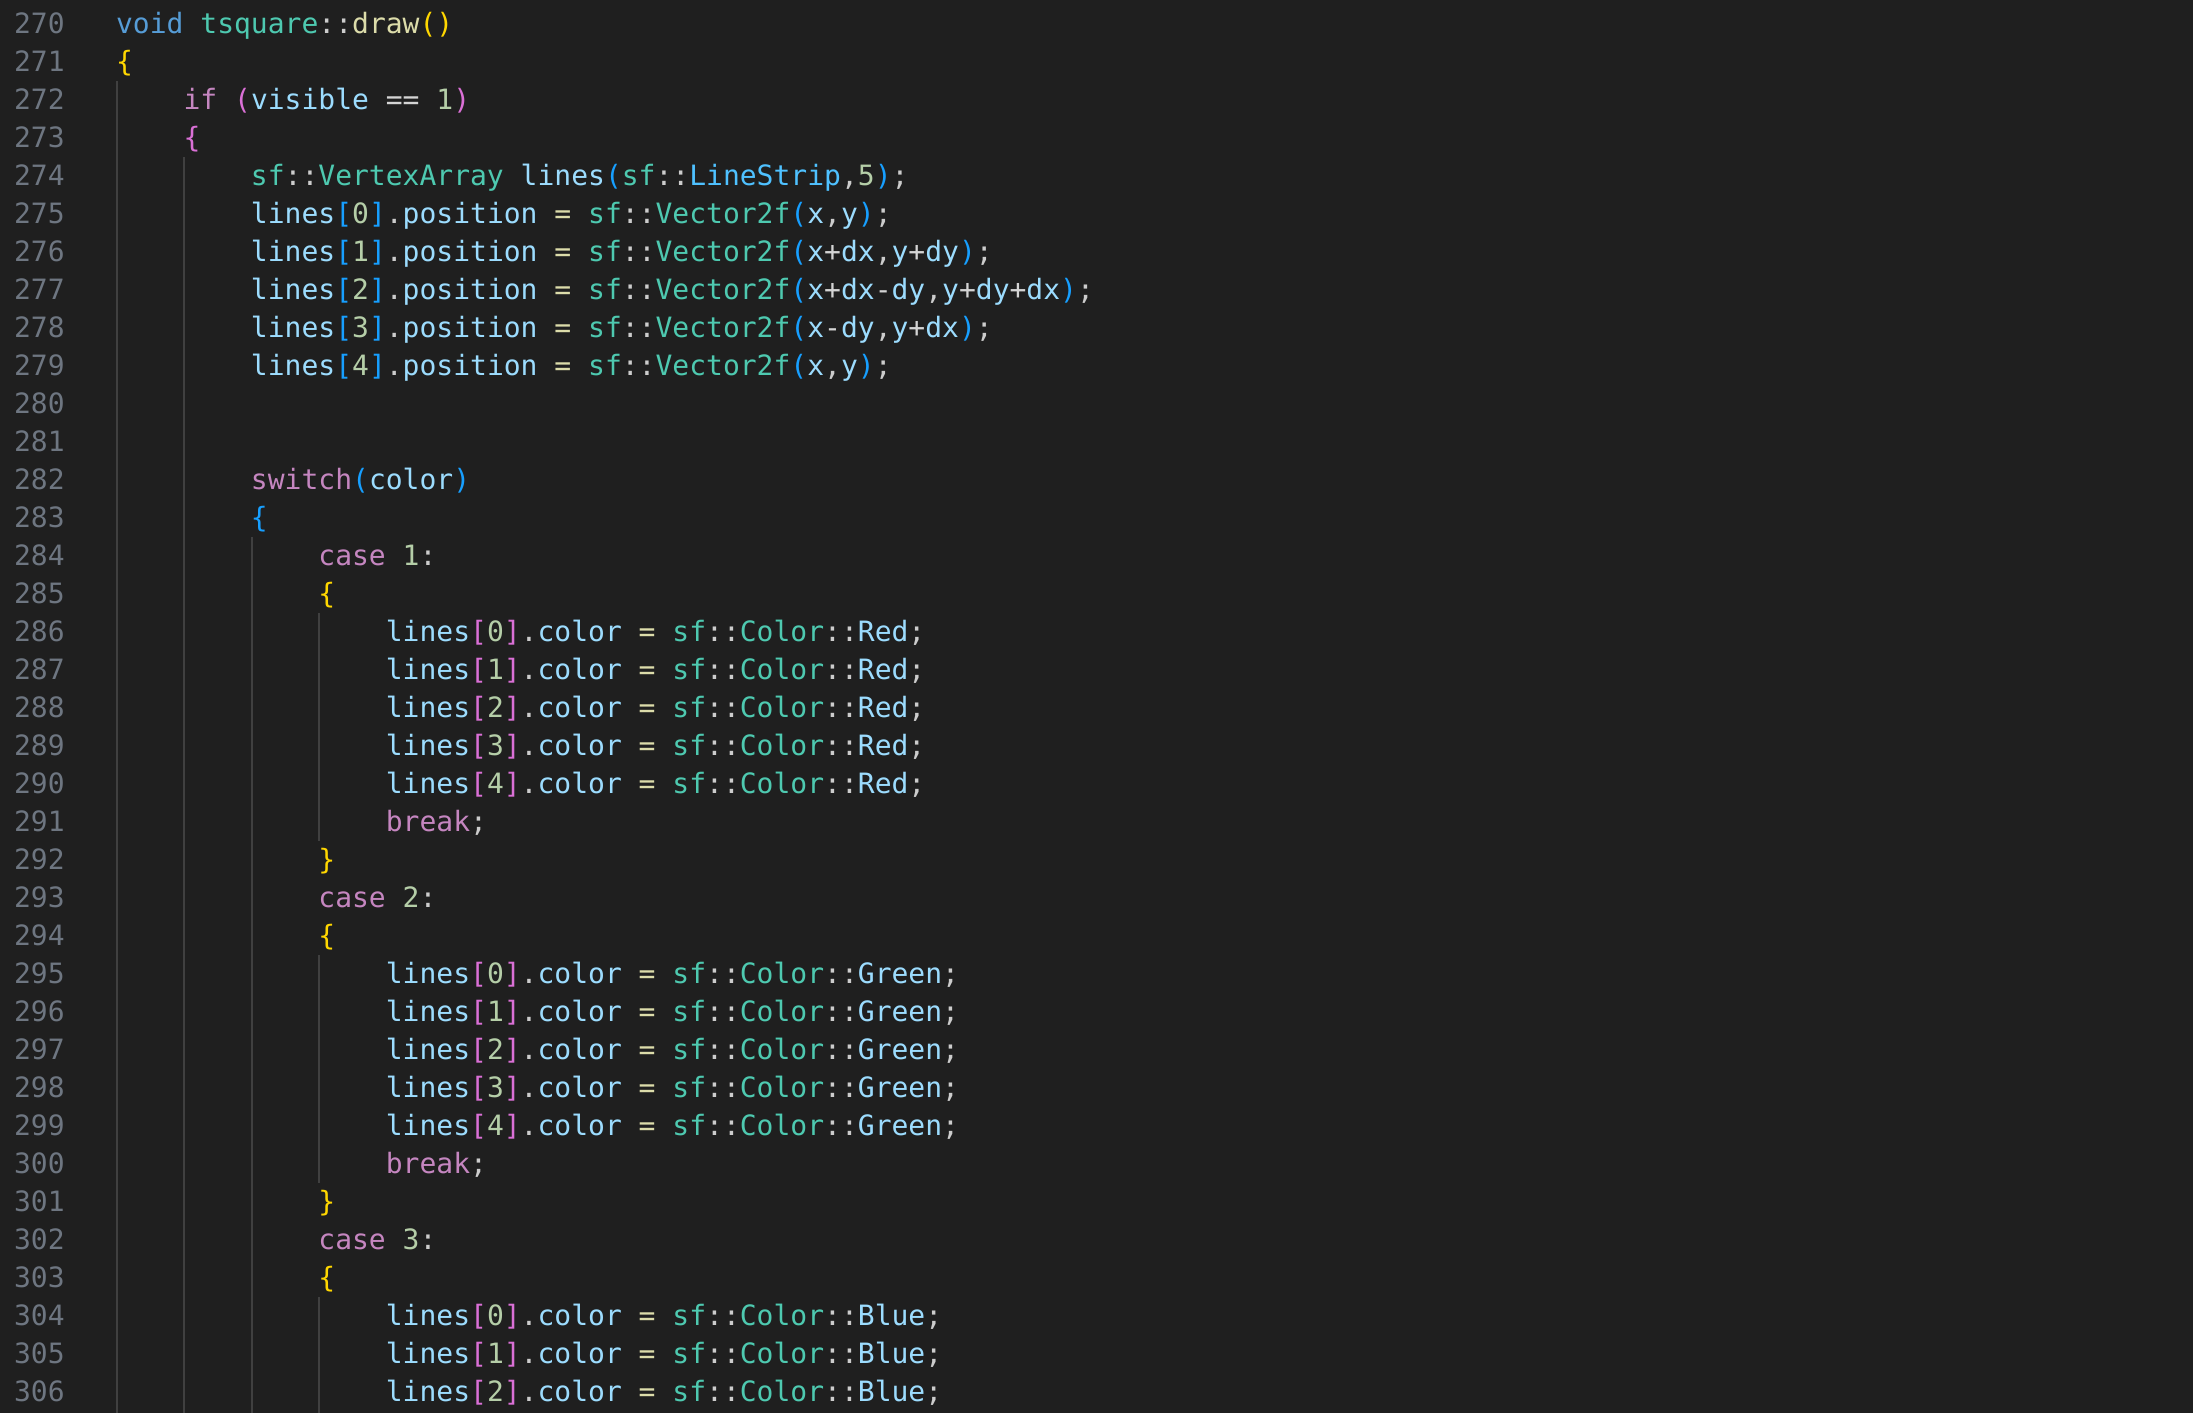 270 void tsquare::draw()
271 {
272 if (visible == 1)
273 {
274 sf::VertexArray lines(sf::LineStrip,5);
275 lines[0].position = sf::Vector2f(x,y);
276 lines[1].position = sf::Vector2f(x+dx,y+dy);
277 lines[2].position = sf::Vector2f(x+dx-dy,y+dy+dx);
278 lines[3].position = sf::Vector2f(x-dy,y+dx);
279 lines[4].position = sf::Vector2f(x,y);
280
281
282 switch(color)
283 {
284 case 1:
285 {
286 lines[0].color = sf::Color::Red;
287 lines[1].color = sf::Color::Red;
288 lines[2].color = sf::Color::Red;
289 lines[3].color = sf::Color::Red;
290 lines[4].color = sf::Color::Red;
291 break;
292 }
293 case 2:
294 {
295 lines[0].color = sf::Color::Green;
296 lines[1].color = sf::Color::Green;
297 lines[2].color = sf::Color::Green;
298 lines[3].color = sf::Color::Green;
299 lines[4].color = sf::Color::Green;
300 break;
301 }
302 case 3:
303 {
304 lines[0].color = sf::Color::Blue;
305 lines[1].color = sf::Color::Blue;
306 lines[2].color = sf::Color::Blue;